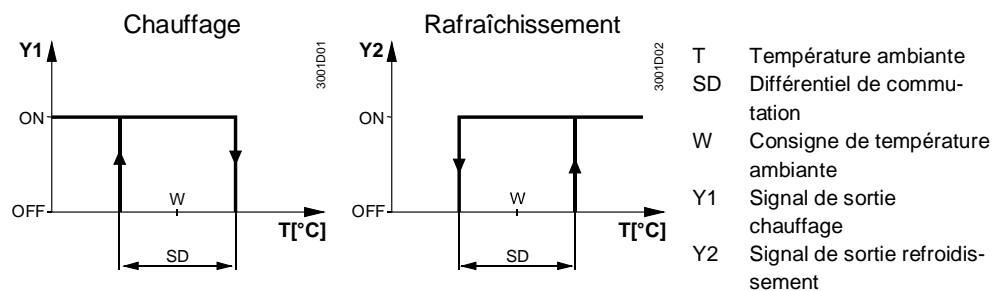 Chauffage
Y1
3001D01
ON
W
OFF
T[°C]
SD
Rafraîchissement
Y2
3001D02
ON
W
OFF
T[°C]
SD
T Température ambiante
SD Différentiel de commu-
tation
W Consigne de température
ambiante
Y1 Signal de sortie
chauffage
Y2 Signal de sortie refroidis-
sement